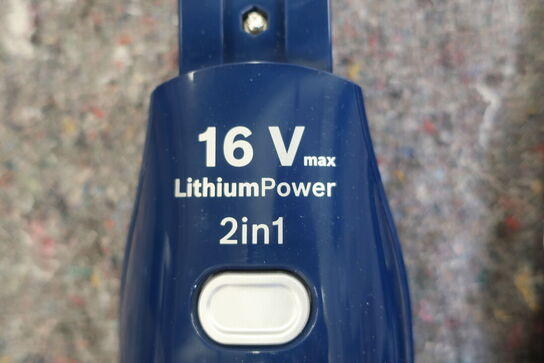 16 Vmax
LithiumPower
2in1